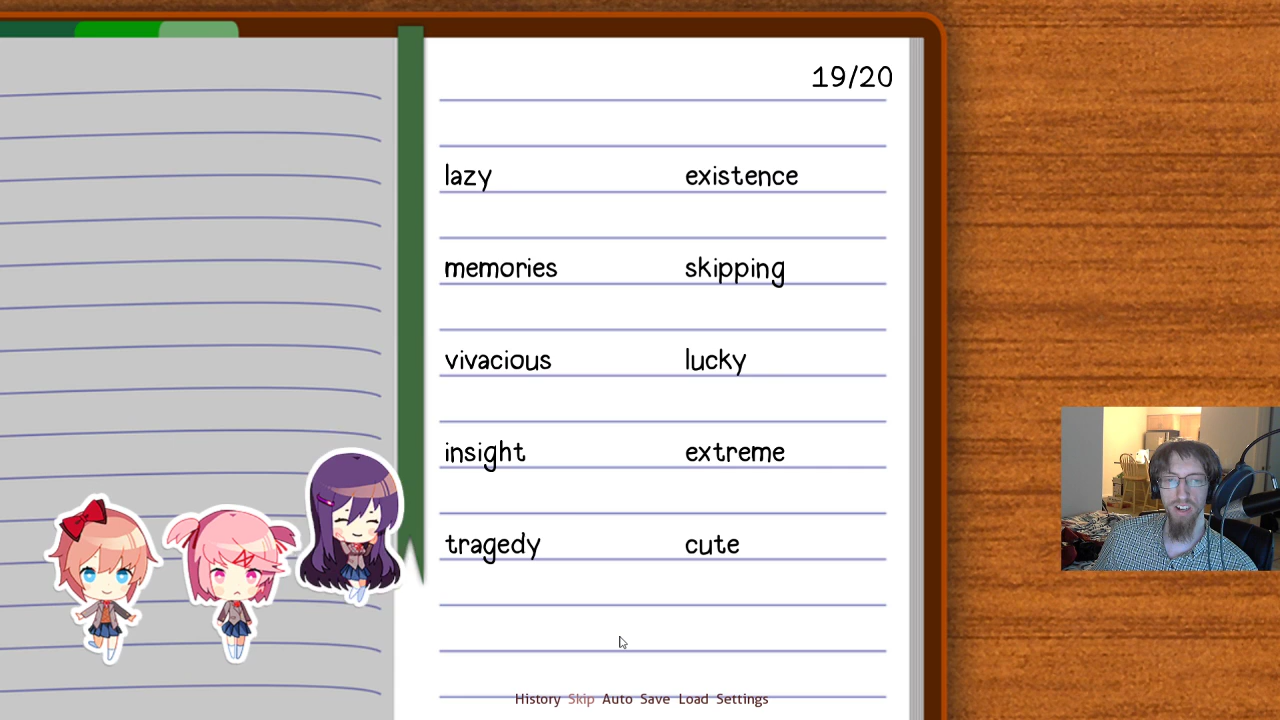 19/20
lazy existence
memories skipping
vivacious lucky
insight extreme
tragedy cute
History Skip Auto Save Load Settings